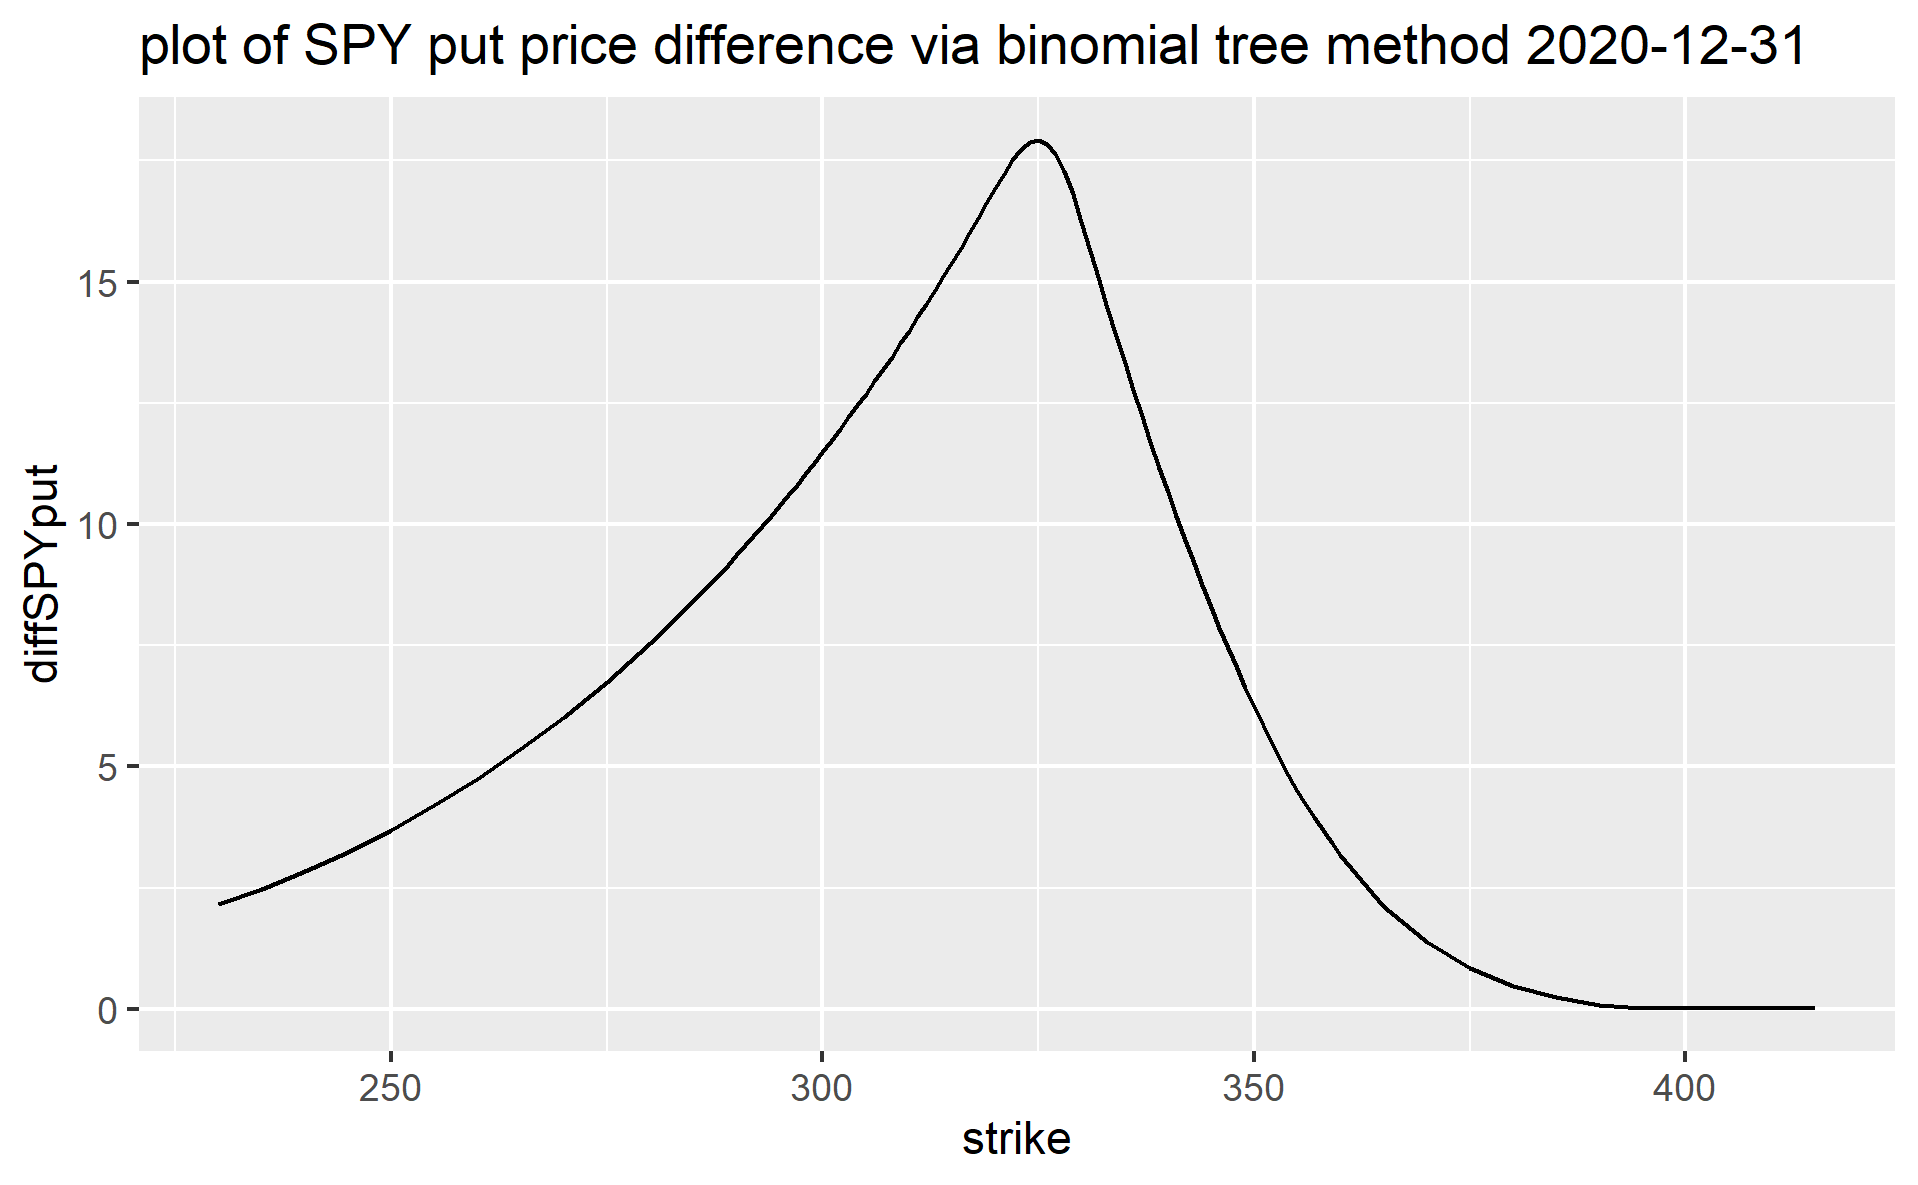 plot of SPY put price difference via binomial tree method 2020-12-31
diffSPYput
15
10
5
0
250 300 350 400
strike